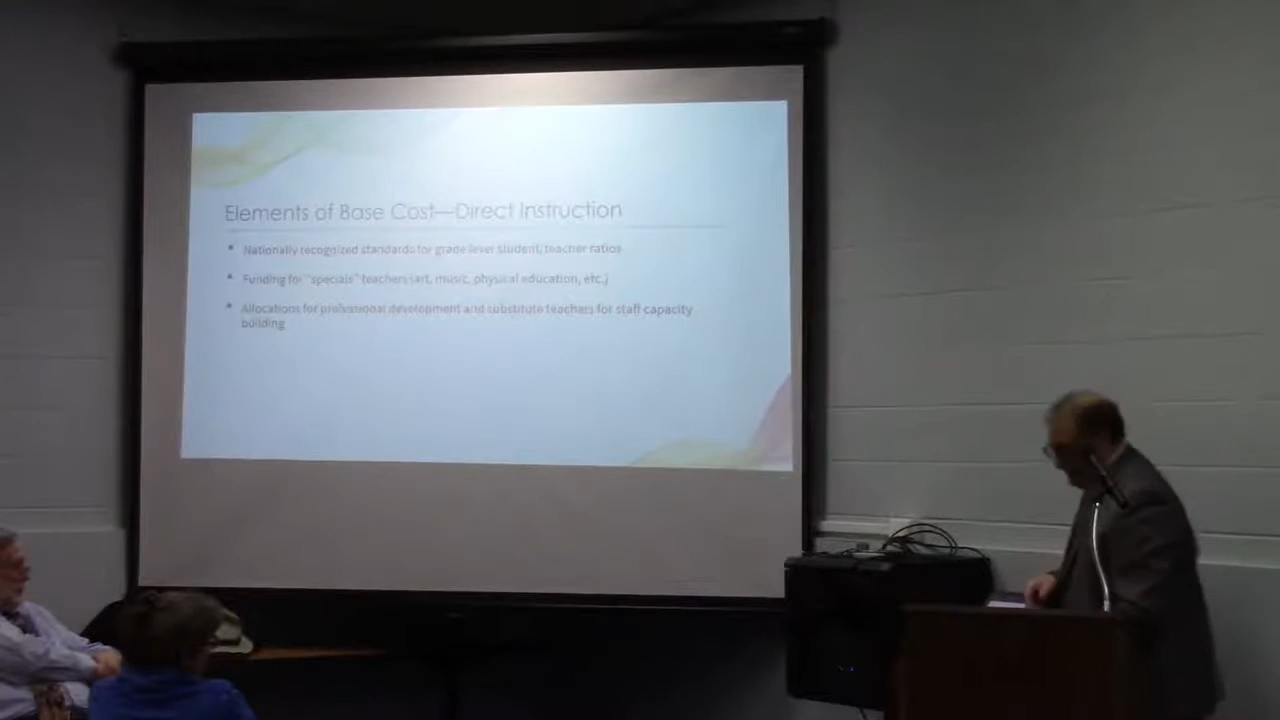 Elements of Base Cost—Direct Instruction
Nationally recognized standards for grade level student, teacher ratios
Funding for "specials" teachers (art, music, physical education, etc.)
Allocations for professional development and substitute teachers for staff capacity
building